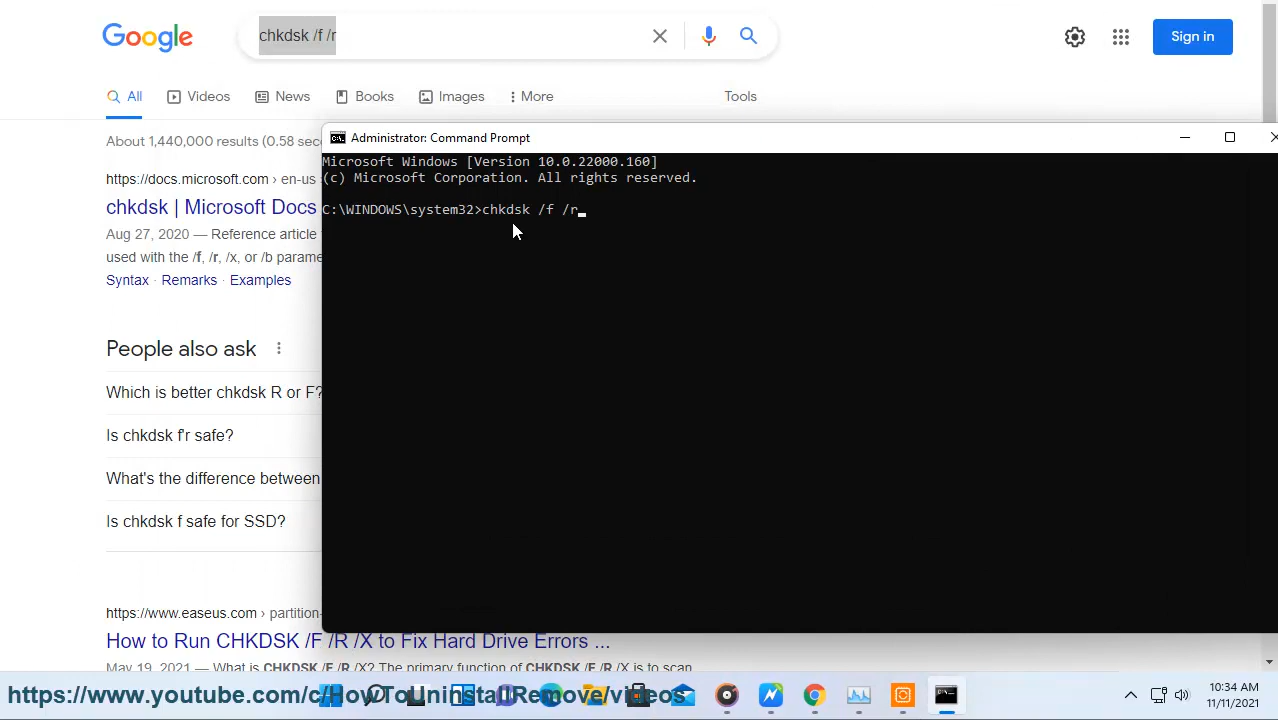 Google
chkdsk /f /r
Sign in
All
Videos
News
Books
Images
More
Tools
About 1,440,000 results (0.58 seco
https://docs.microsoft.com › en-us
chkdsk | Microsoft Docs
Aug 27, 2020 — Reference article
used with the /f, /r, /x, or /b parame
Syntax · Remarks · Examples
People also ask
Which is better chkdsk R or F?
Is chkdsk f'r safe?
What's the difference between
Is chkdsk f safe for SSD?
https://www.easeus.com › partition-
How to Run CHKDSK /F /R /X to Fix Hard Drive Errors ...
May 19, 2021 — What is CHKDSK /F /R /X? The primary function of CHKDSK /F /R /X is to scan
Administrator: Command Prompt
Microsoft Windows [Version 10.0.22000.160]
(c) Microsoft Corporation. All rights reserved.
C:\WINDOWS\system32>chkdsk /f /r
https://www.youtube.com/c/HowToUninstallRemove/videos
10:34 AM
11/11/2021